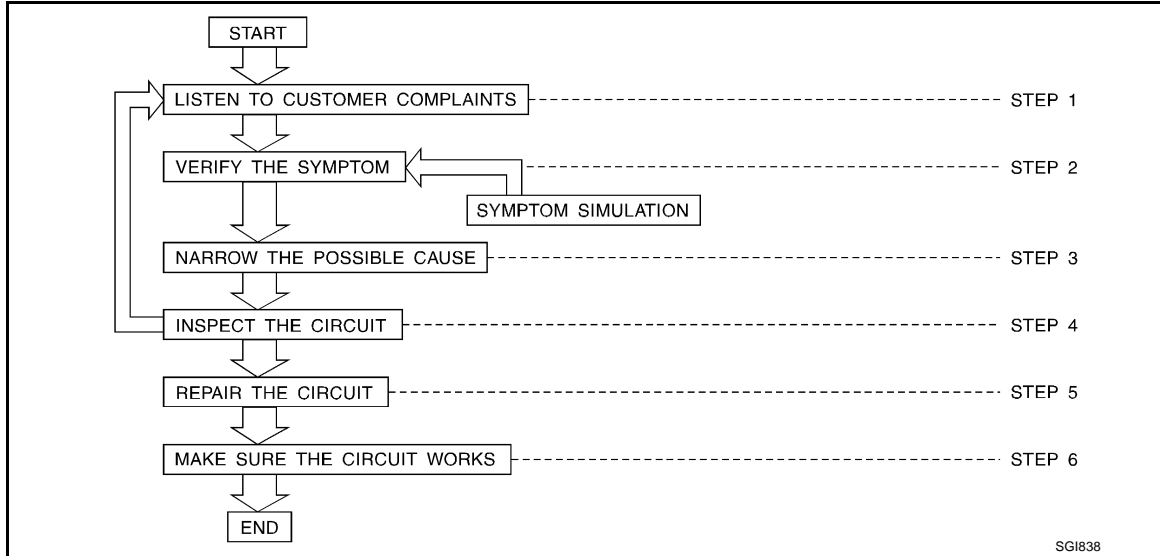 START
LISTEN TO CUSTOMER COMPLAINTS STEP 1
VERIFY THE SYMPTOM STEP 2
SYMPTOM SIMULATION
NARROW THE POSSIBLE CAUSE STEP 3
INSPECT THE CIRCUIT STEP 4
REPAIR THE CIRCUIT STEP 5
MAKE SURE THE CIRCUIT WORKS STEP 6
END
SGI838